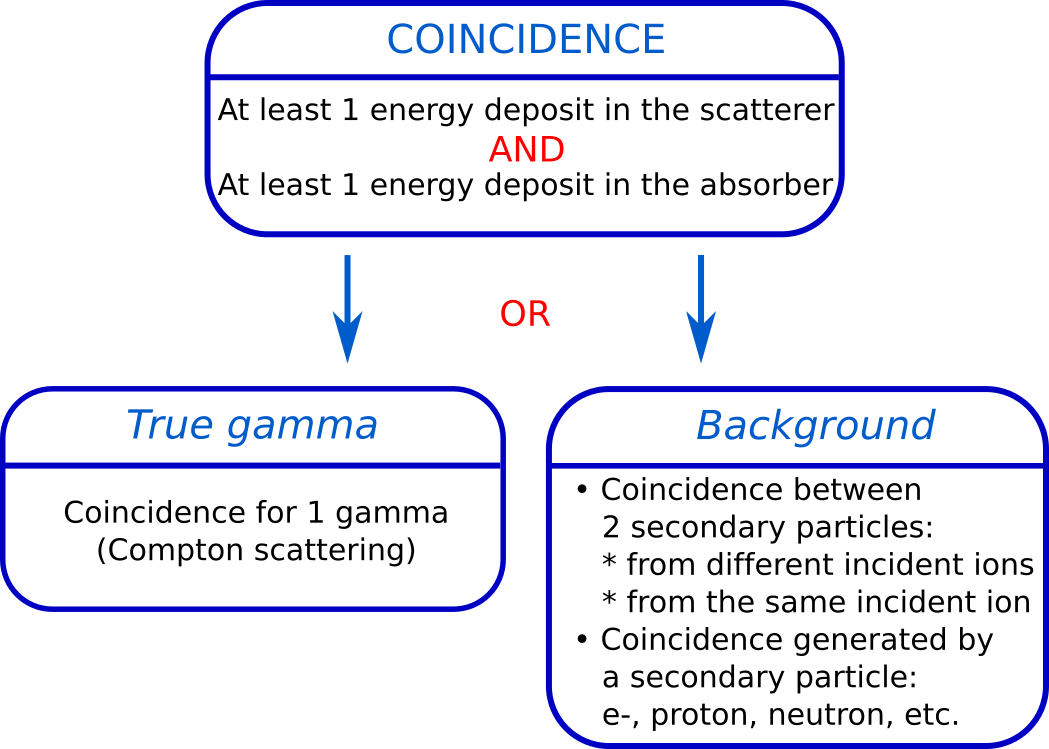 COINCIDENCE
At least 1 energy deposit in the scatterer
AND
At least 1 energy deposit in the absorber
OR
True gamma
Coincidence for 1 gamma
(Compton scattering)
Background
• Coincidence between
2 secondary particles:
* from different incident ions
* from the same incident ion
• Coincidence generated by
a secondary particle:
e-, proton, neutron, etc.